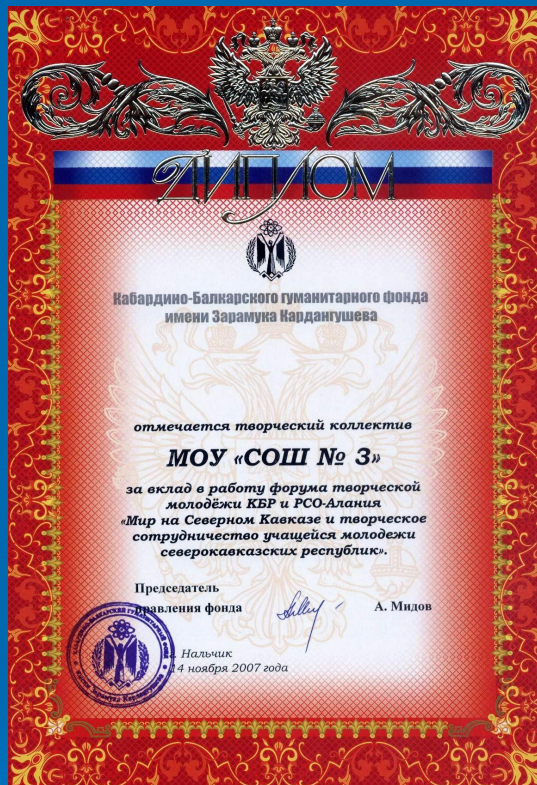 ДИПЛОМ
Кабардино-Балкарского гуманитарного фонда
имени Зарамука Кардангушева
отмечается творческий коллектив
МОУ «СОШ № 3»
за вклад в работу форума творческой
молодёжи КБР и РСО-Алания
«Мир на Северном Кавказе и творческое
сотрудничество учащейся молодежи
северокавказских республик».
Председатель
правления фонда А. Мидов
г. Нальчик
14 ноября 2007 года